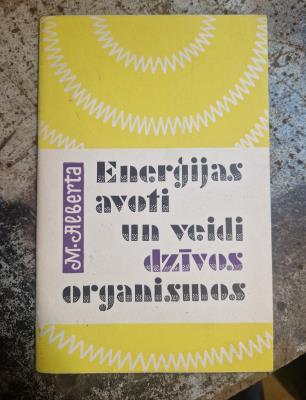 M. Alberta
Enerģijas
avoti
un veidi
dzīvos
organismos